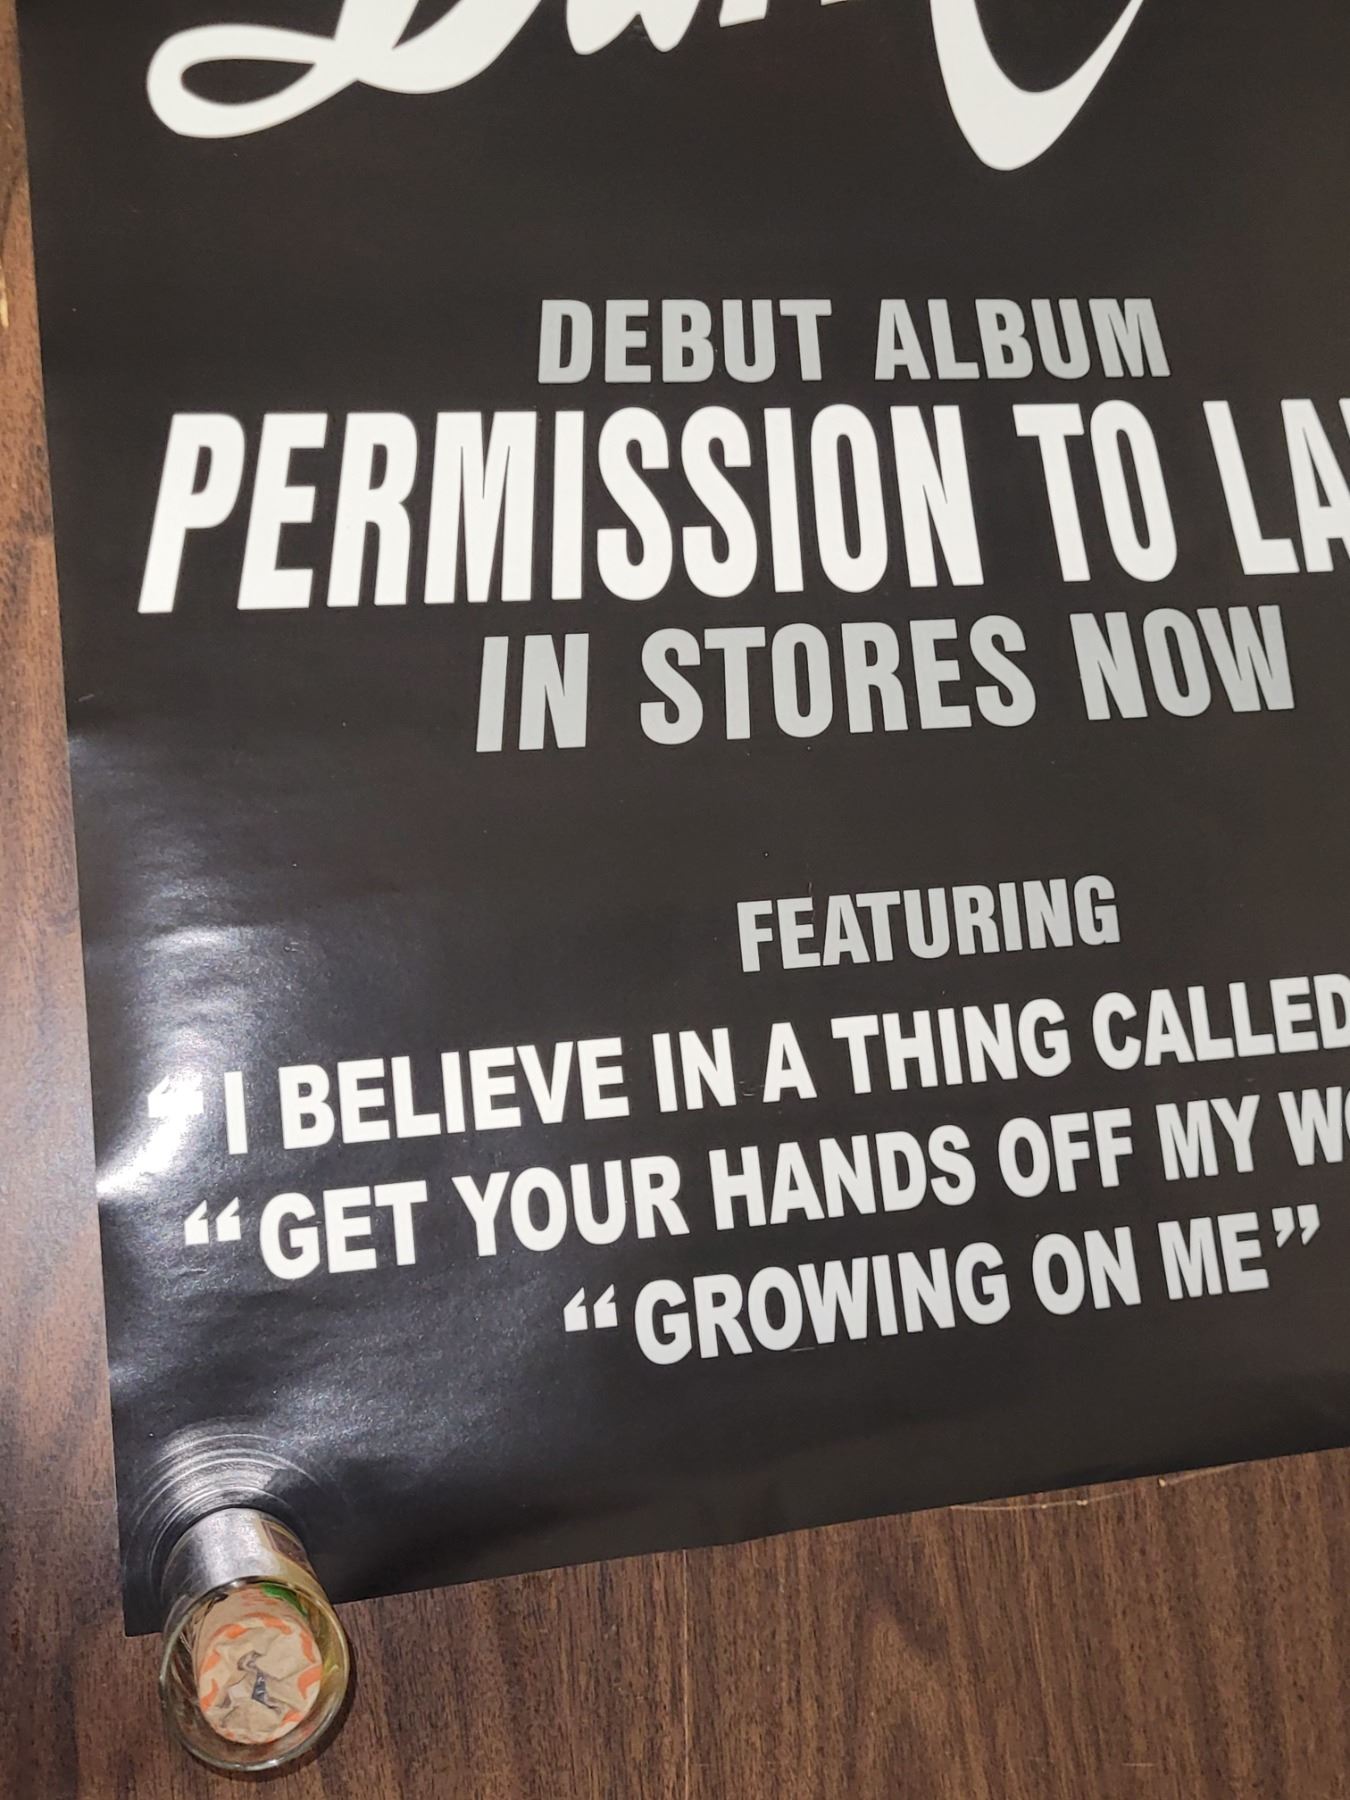 DEBUT ALBUM
PERMISSION TO LA
IN STORES NOW
FEATURING
“I BELIEVE IN A THING CALLED
“GET YOUR HANDS OFF MY WO
“GROWING ON ME”